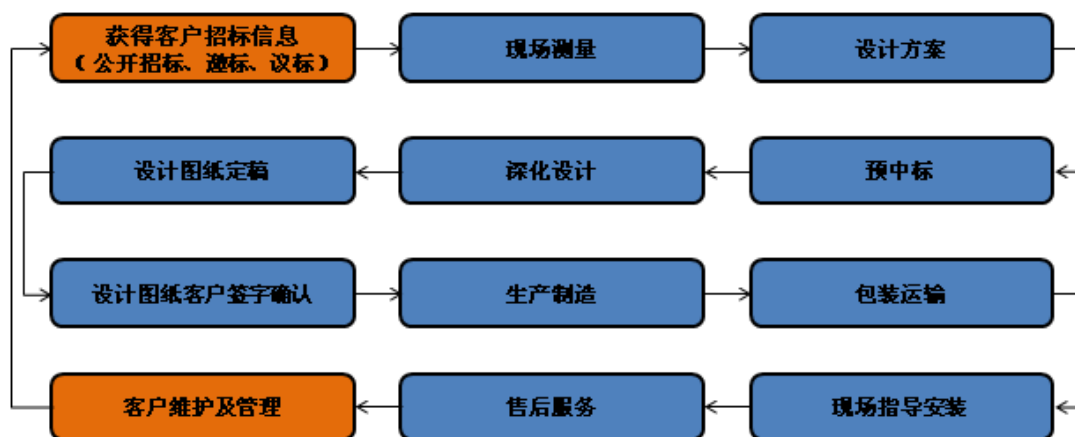 获得客户招标信息
（公开招标、邀标、议标）
现场测量
设计方案
设计图纸定稿
深化设计
预中标
设计图纸客户签字确认
生产制造
包装运输
客户维护及管理
售后服务
现场指导安装